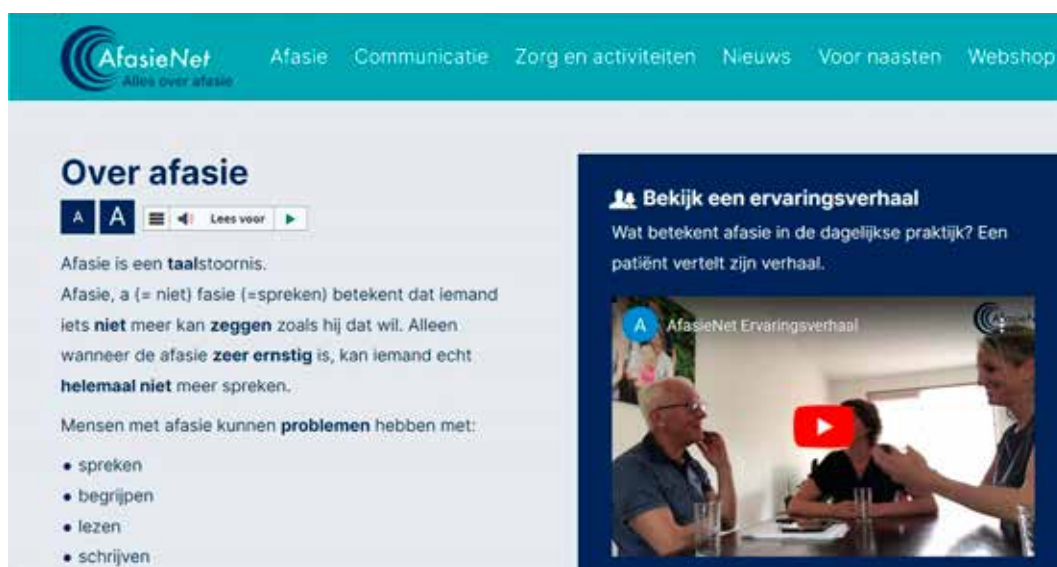 AfasieNet
Alles over afasie
Afasie Communicatie Zorg en activiteiten Nieuws Voor naasten Webshop
Over afasie
A A Lees voor
Afasie is een taalstoornis.
Afasie, a (= niet) fasie (=spreken) betekent dat iemand
iets niet meer kan zeggen zoals hij dat wil. Alleen
wanneer de afasie zeer ernstig is, kan iemand echt
helemaal niet meer spreken.
Mensen met afasie kunnen problemen hebben met:
• spreken
• begrijpen
• lezen
• schrijven
Bekijk een ervaringsverhaal
Wat betekent afasie in de dagelijkse praktijk? Een
patiënt vertelt zijn verhaal.
A AfasieNet Ervaringsverhaal